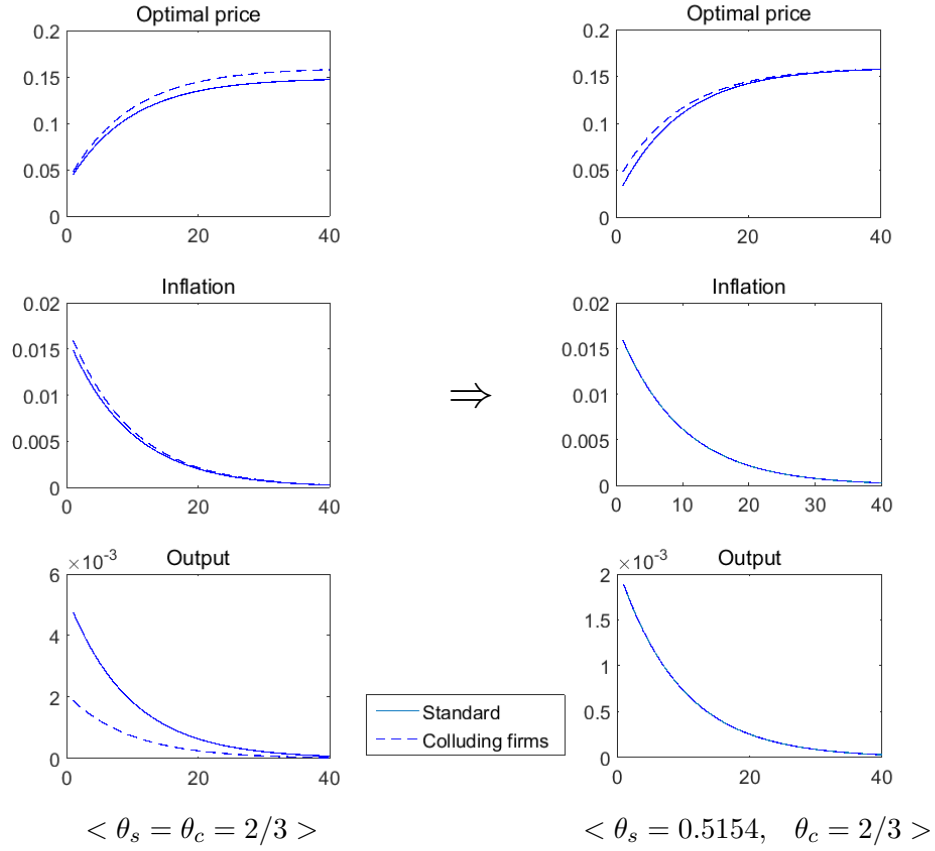 Optimal price
0.2
0.15
0.1
0.05
0
0 20 40
Inflation
0.02
0.015
0.01
0.005
0
0 20 40
×10⁻³ Output
6
4
2
0
0 20 40
< θₛ = θ_c = 2/3 >
⇒
Standard
Colluding firms
Optimal price
0.2
0.15
0.1
0.05
0
0 20 40
Inflation
0.02
0.015
0.01
0.005
0
0 10 20 30 40
×10⁻³ Output
2
1.5
1
0.5
0
0 10 20 30 40
< θₛ = 0.5154, θ_c = 2/3 >